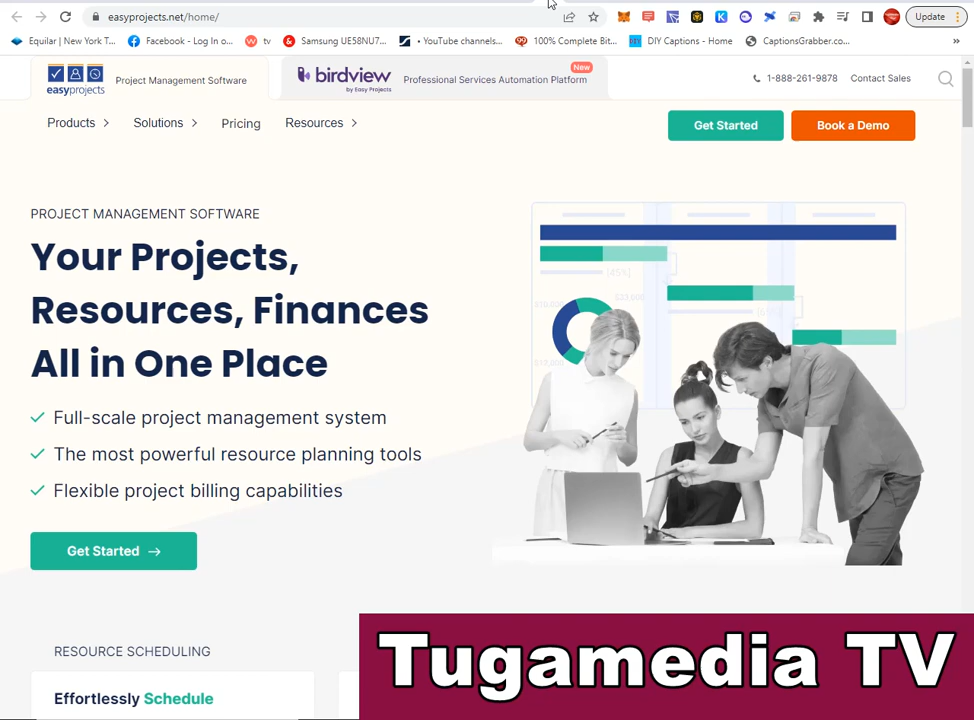 easyprojects.net/home/
Update
Equilar | New York T...
Facebook - Log In o...
tv
Samsung UE58NU7...
• YouTube channels...
100% Complete Bit...
DIY Captions - Home
CaptionsGrabber.co...
»
easyprojects
Project Management Software
birdview
by Easy Projects
Professional Services Automation Platform
New
1-888-261-9878
Contact Sales
Products
Solutions
Pricing
Resources
Get Started
Book a Demo
PROJECT MANAGEMENT SOFTWARE
Your Projects,
Resources, Finances
All in One Place
Full-scale project management system
The most powerful resource planning tools
Flexible project billing capabilities
Get Started →
[45%]
$23,000
RESOURCE SCHEDULING
Effortlessly Schedule
Tugamedia TV